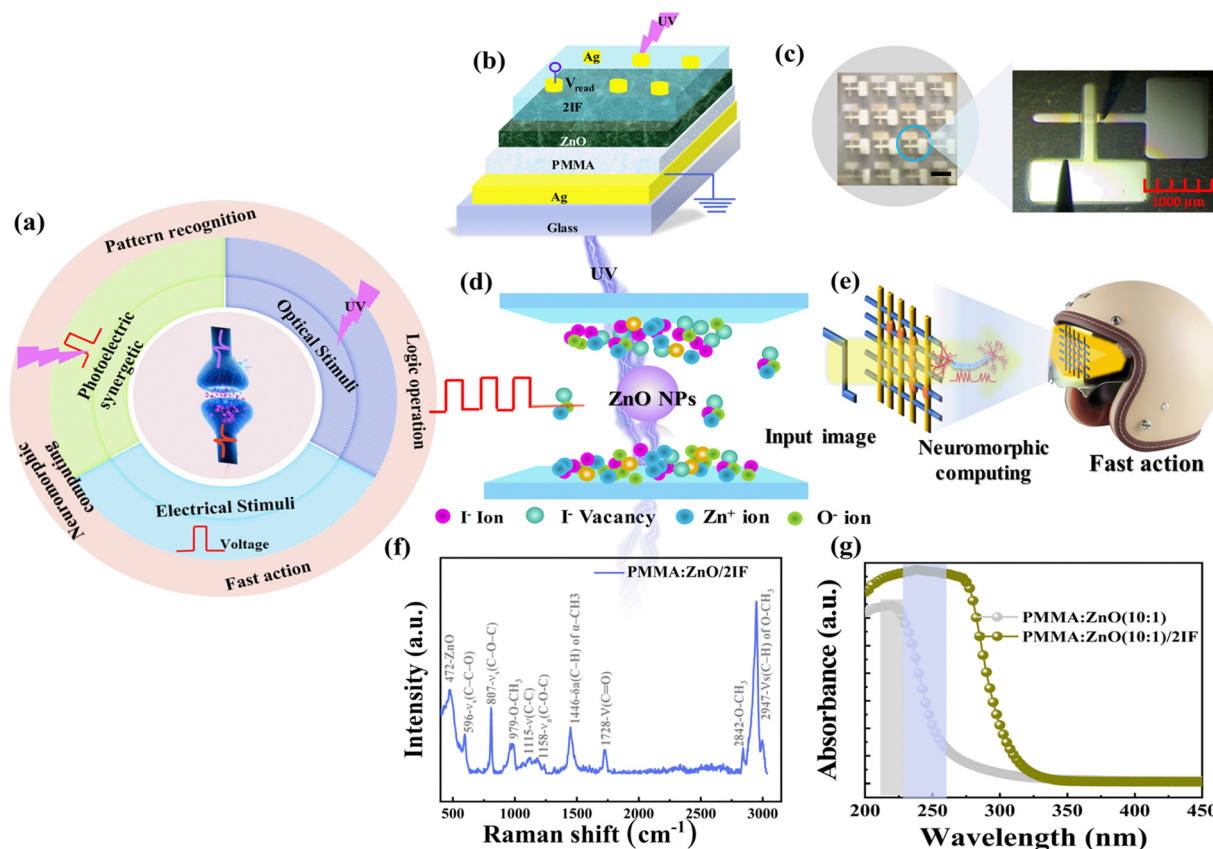 (a)
Pattern recognition
Logic operation
Fast action
Neuromorphic
computing
Photoelectric
synergetic
Optical Stimuli
UV
Electrical Stimuli
Voltage
(b)
UV
Ag
Vread
2IF
ZnO
PMMA
Ag
Glass
(c)
1000 µm
(d)
UV
ZnO NPs
I- Ion
I- Vacancy
Zn+ ion
O- ion
(e)
Input image
Neuromorphic
computing
Fast action
(f)
PMMA:ZnO/2IF
Intensity (a.u.)
472-ZnO
596-νs(C–C–O)
807-νs(C–O–C)
979-O-CH3
1115-ν(C-C)
1158-νa(C-O-C)
1446-δa(C–H) of α–CH3
1728-V(C=O)
2842-O-CH3
2947-Vs(C–H) of O-CH3
500 1000 1500 2000 2500 3000
Raman shift (cm-1)
(g)
PMMA:ZnO(10:1)
PMMA:ZnO(10:1)/2IF
Absorbance (a.u.)
200 250 300 350 400 450
Wavelength (nm)